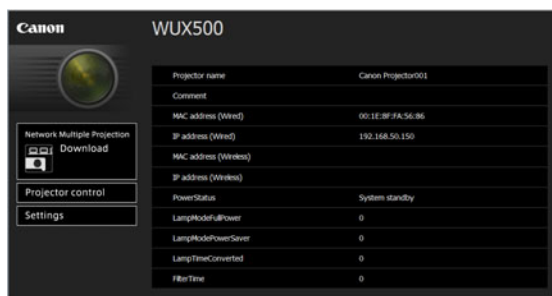 Canon
WUX500
Projector name Canon Projector001
Comment
MAC address (Wired) 00:1E:8F:FA:56:86
IP address (Wired) 192.168.50.150
MAC address (Wireless)
IP address (Wireless)
PowerStatus System standby
LampModeFullPower 0
LampModePowerSaver 0
LampTimeConverted 0
FilterTime 0
Network Multiple Projection
Download
Projector control
Settings